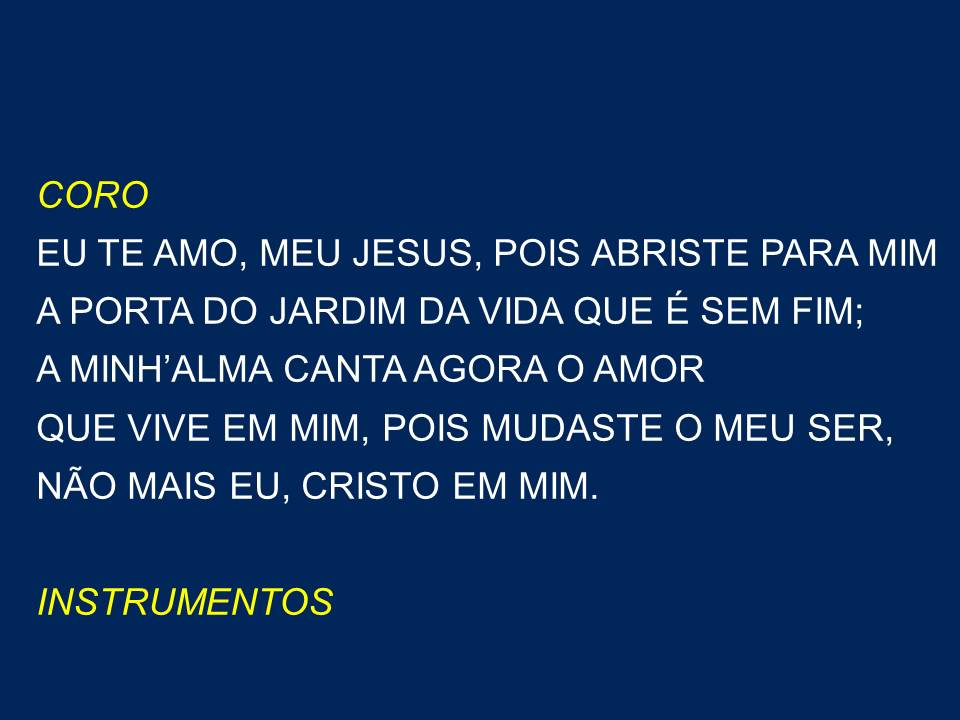 CORO
EU TE AMO, MEU JESUS, POIS ABRISTE PARA MIM
A PORTA DO JARDIM DA VIDA QUE É SEM FIM;
A MINH’ALMA CANTA AGORA O AMOR
QUE VIVE EM MIM, POIS MUDASTE O MEU SER,
NÃO MAIS EU, CRISTO EM MIM.
INSTRUMENTOS